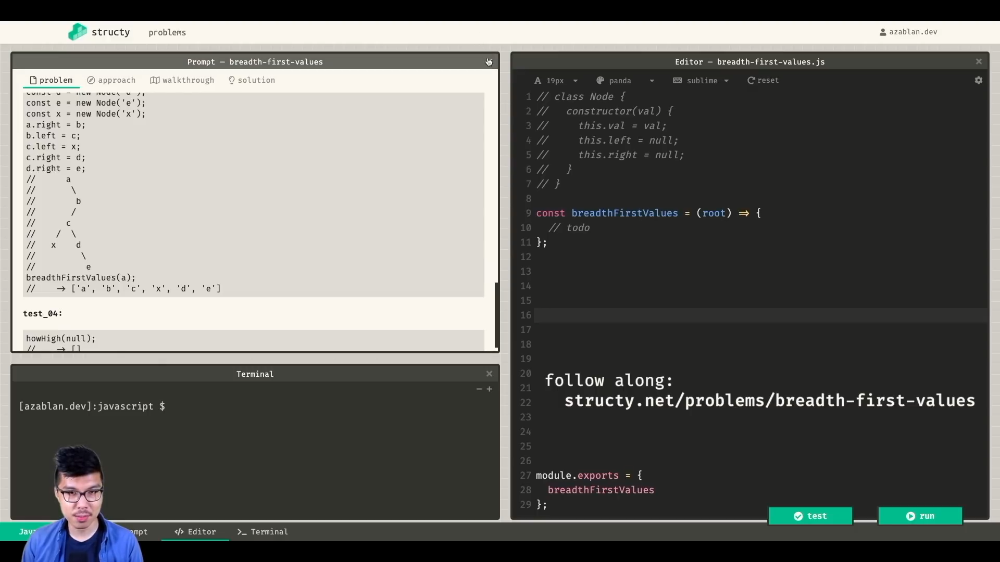 structy problems azablan.dev
Prompt — breadth-first-values
problem approach walkthrough solution
const d = new Node('d');
const e = new Node('e');
const x = new Node('x');
a.right = b;
b.left = c;
c.left = x;
c.right = d;
d.right = e;
//      a
//       \
//        b
//       /
//      c
//    /  \
//   x    d
//         \
//          e
breadthFirstValues(a);
//    -> ['a', 'b', 'c', 'x', 'd', 'e']
test_04:
howHigh(null);
//    -> []
Terminal ×
− +
[azablan.dev]:javascript $
Editor — breadth-first-values.js ×
A 19px panda sublime reset
1 // class Node {
2 //   constructor(val) {
3 //     this.val = val;
4 //     this.left = null;
5 //     this.right = null;
6 //   }
7 // }
8
9 const breadthFirstValues = (root) => {
10   // todo
11 };
12
13
14
15
16
17
18
19
20
21
22
23
24
25
26
27 module.exports = {
28   breadthFirstValues
29 };
follow along:
structy.net/problems/breadth-first-values
test run
</> Editor >_ Terminal